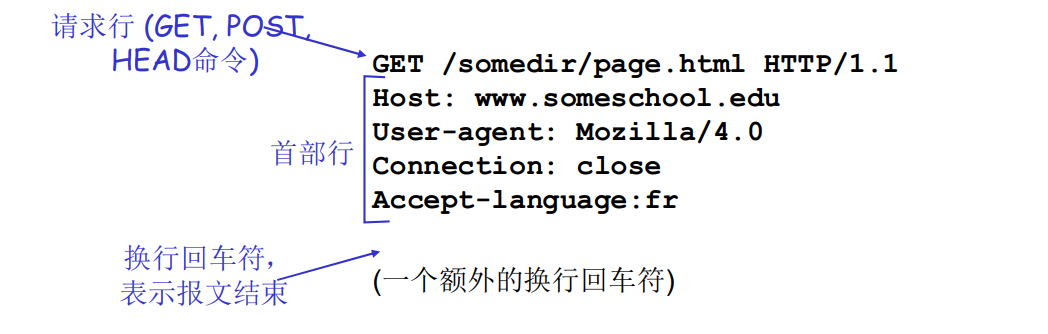 请求行 (GET, POST,
HEAD命令)
GET /somedir/page.html HTTP/1.1
Host: www.someschool.edu
User-agent: Mozilla/4.0
Connection: close
Accept-language:fr
首部行
换行回车符，
表示报文结束
(一个额外的换行回车符)